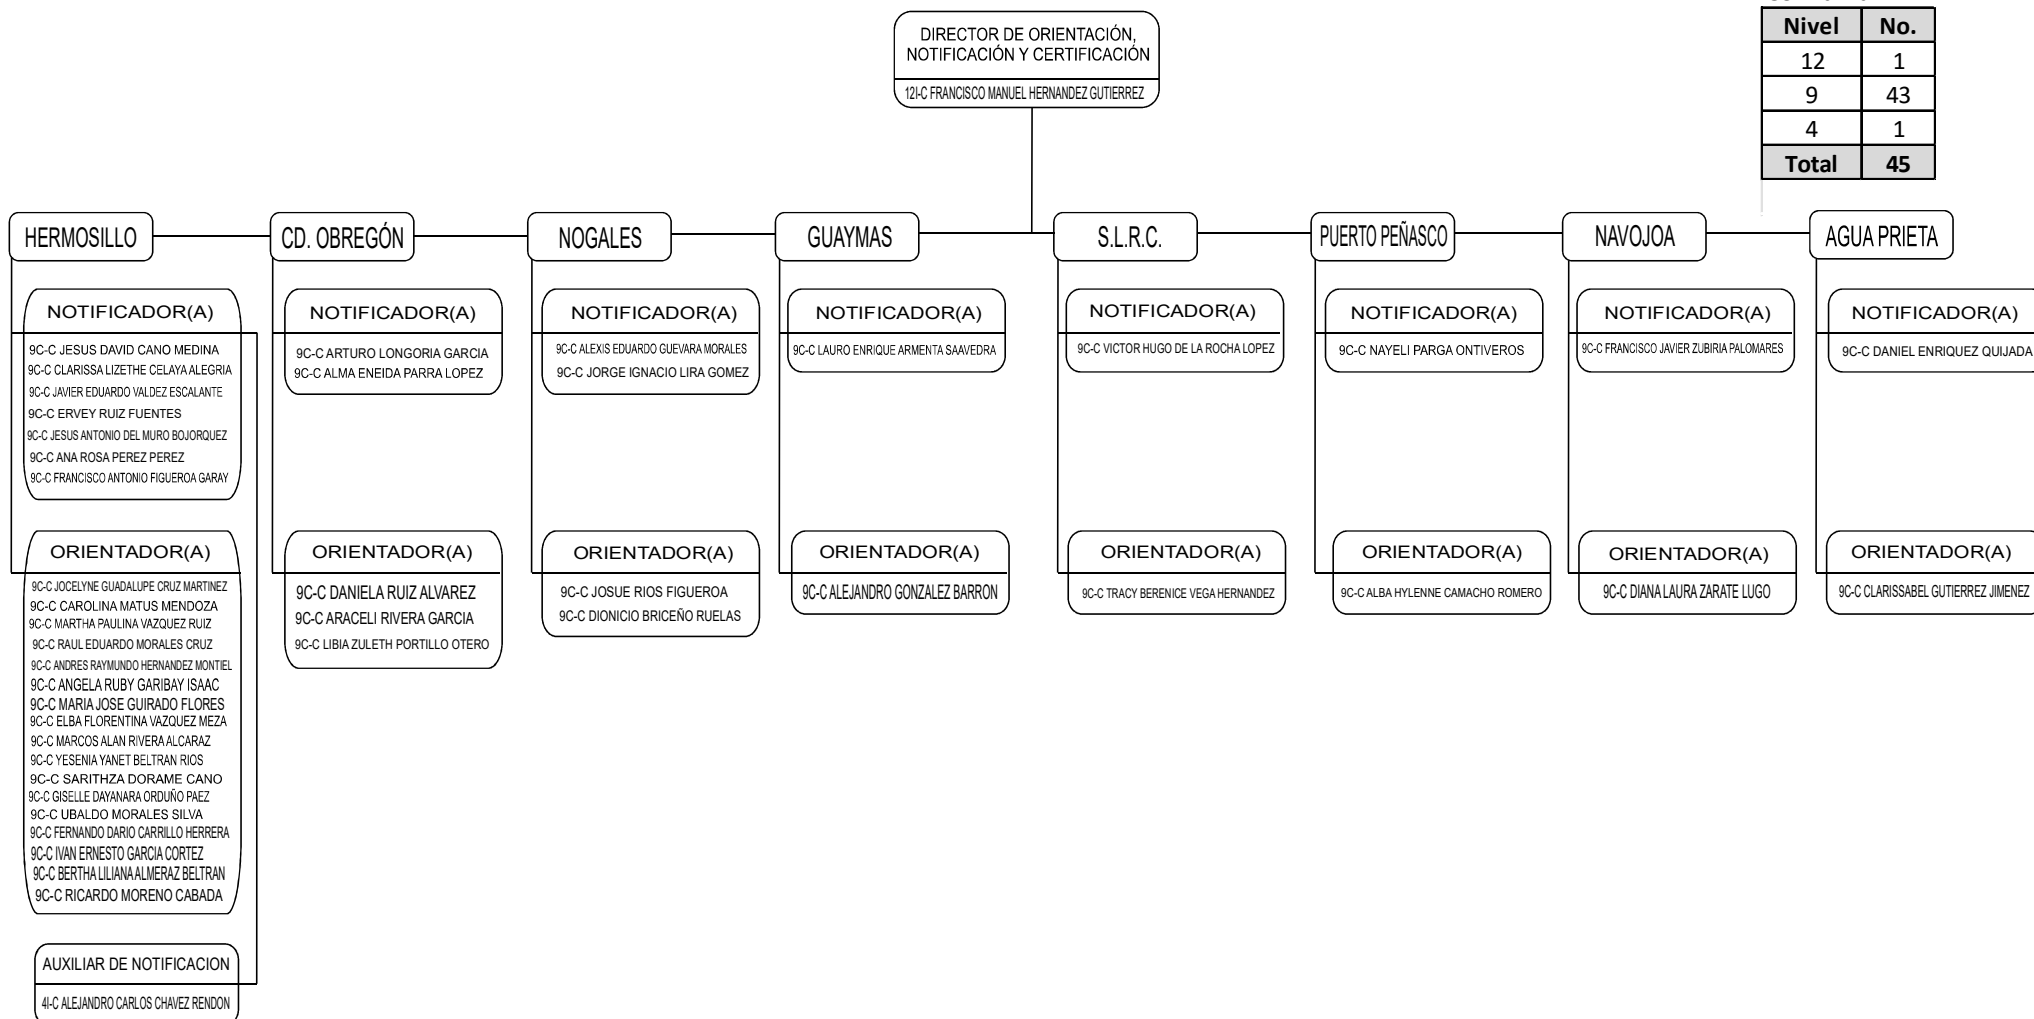 DIRECTOR DE ORIENTACIÓN,
NOTIFICACIÓN Y CERTIFICACIÓN
12I-C FRANCISCO MANUEL HERNANDEZ GUTIERREZ
Nivel No.
12 1
9 43
4 1
Total 45
HERMOSILLO
NOTIFICADOR(A)
9C-C JESUS DAVID CANO MEDINA
9C-C CLARISSA LIZETHE CELAYA ALEGRIA
9C-C JAVIER EDUARDO VALDEZ ESCALANTE
9C-C ERVEY RUIZ FUENTES
9C-C JESUS ANTONIO DEL MURO BOJORQUEZ
9C-C ANA ROSA PEREZ PEREZ
9C-C FRANCISCO ANTONIO FIGUEROA GARAY
ORIENTADOR(A)
9C-C JOCELYNE GUADALUPE CRUZ MARTINEZ
9C-C CAROLINA MATUS MENDOZA
9C-C MARTHA PAULINA VAZQUEZ RUIZ
9C-C RAUL EDUARDO MORALES CRUZ
9C-C ANDRES RAYMUNDO HERNANDEZ MONTIEL
9C-C ANGELA RUBY GARIBAY ISAAC
9C-C MARIA JOSE GUIRADO FLORES
9C-C ELBA FLORENTINA VAZQUEZ MEZA
9C-C MARCOS ALAN RIVERA ALCARAZ
9C-C YESENIA YANET BELTRAN RIOS
9C-C SARITHZA DORAME CANO
9C-C GISELLE DAYANARA ORDUÑO PAEZ
9C-C UBALDO MORALES SILVA
9C-C FERNANDO DARIO CARRILLO HERRERA
9C-C IVAN ERNESTO GARCIA CORTEZ
9C-C BERTHA LILIANA ALMERAZ BELTRAN
9C-C RICARDO MORENO CABADA
AUXILIAR DE NOTIFICACION
4I-C ALEJANDRO CARLOS CHAVEZ RENDON
CD. OBREGÓN
NOTIFICADOR(A)
9C-C ARTURO LONGORIA GARCIA
9C-C ALMA ENEIDA PARRA LOPEZ
ORIENTADOR(A)
9C-C DANIELA RUIZ ALVAREZ
9C-C ARACELI RIVERA GARCIA
9C-C LIBIA ZULETH PORTILLO OTERO
NOGALES
NOTIFICADOR(A)
9C-C ALEXIS EDUARDO GUEVARA MORALES
9C-C JORGE IGNACIO LIRA GOMEZ
ORIENTADOR(A)
9C-C JOSUE RIOS FIGUEROA
9C-C DIONICIO BRICEÑO RUELAS
GUAYMAS
NOTIFICADOR(A)
9C-C LAURO ENRIQUE ARMENTA SAAVEDRA
ORIENTADOR(A)
9C-C ALEJANDRO GONZALEZ BARRON
S.L.R.C.
NOTIFICADOR(A)
9C-C VICTOR HUGO DE LA ROCHA LOPEZ
ORIENTADOR(A)
9C-C TRACY BERENICE VEGA HERNANDEZ
PUERTO PEÑASCO
NOTIFICADOR(A)
9C-C NAYELI PARGA ONTIVEROS
ORIENTADOR(A)
9C-C ALBA HYLENNE CAMACHO ROMERO
NAVOJOA
NOTIFICADOR(A)
9C-C FRANCISCO JAVIER ZUBIRIA PALOMARES
ORIENTADOR(A)
9C-C DIANA LAURA ZARATE LUGO
AGUA PRIETA
NOTIFICADOR(A)
9C-C DANIEL ENRIQUEZ QUIJADA
ORIENTADOR(A)
9C-C CLARISSABEL GUTIERREZ JIMENEZ